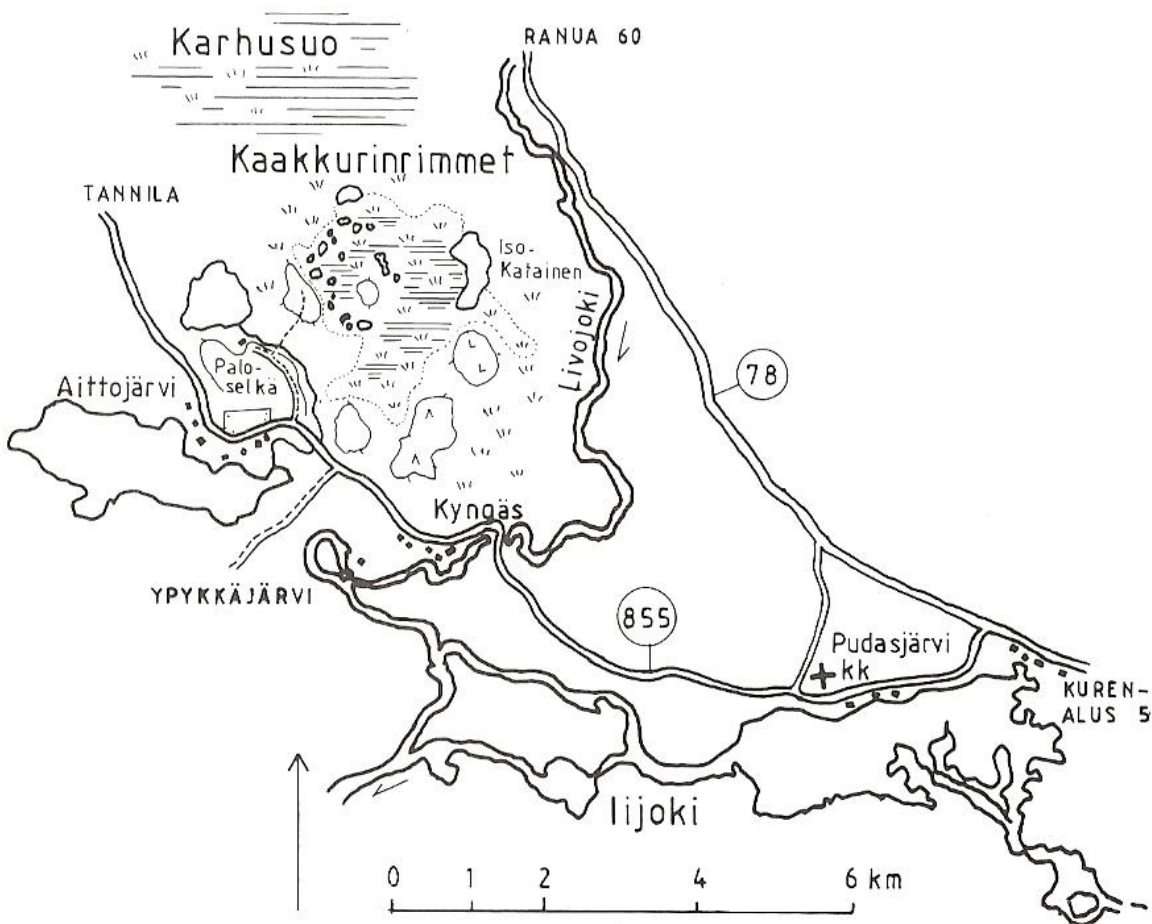 Karhusuo
RANUA 60
Kaakkurinrimmet
TANNILA
Iso-
Katainen
Livojoki
Palo-
selkä
78
Aittojärvi
Kyngäs
YPYKKÄJÄRVI
855
Pudasjärvi
kk
KUREN-
ALUS 5
Iijoki
0 1 2 4 6 km